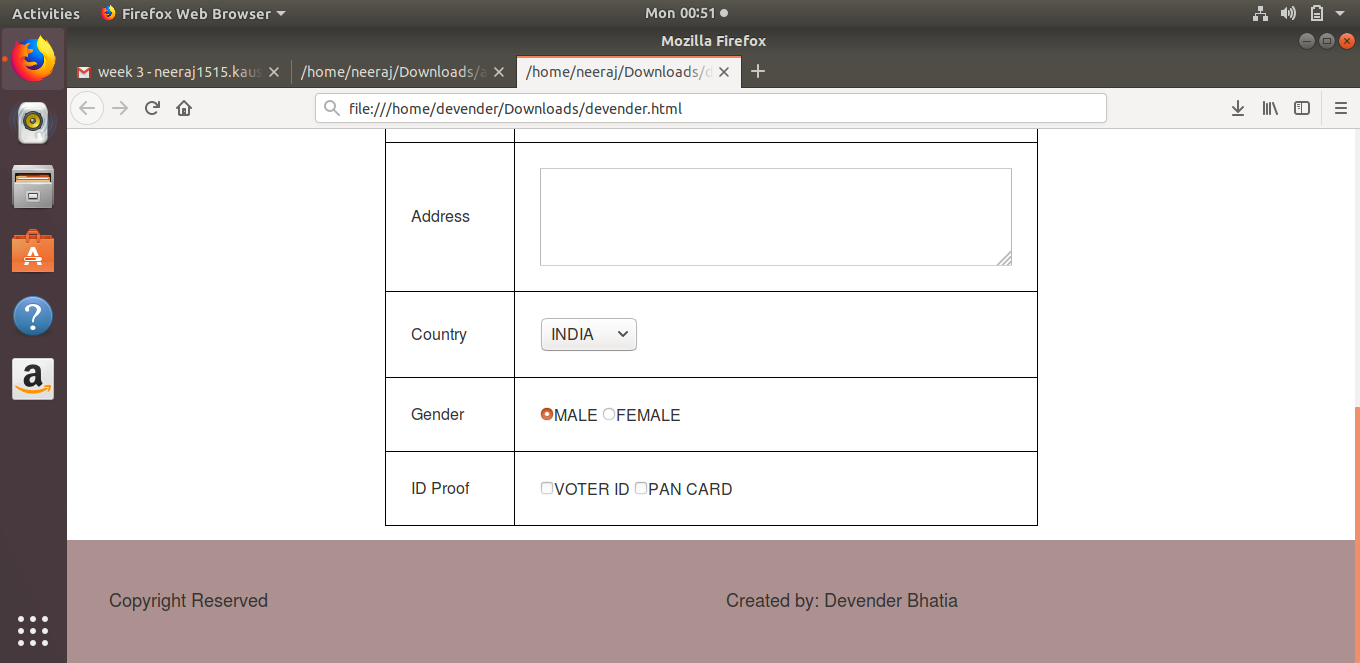 Activities Firefox Web Browser Mon 00:51
Mozilla Firefox
week 3 - neeraj1515.kaus /home/neeraj/Downloads/a /home/neeraj/Downloads/d
file:///home/devender/Downloads/devender.html
Address
Country INDIA
Gender MALE FEMALE
ID Proof VOTER ID PAN CARD
Copyright Reserved Created by: Devender Bhatia